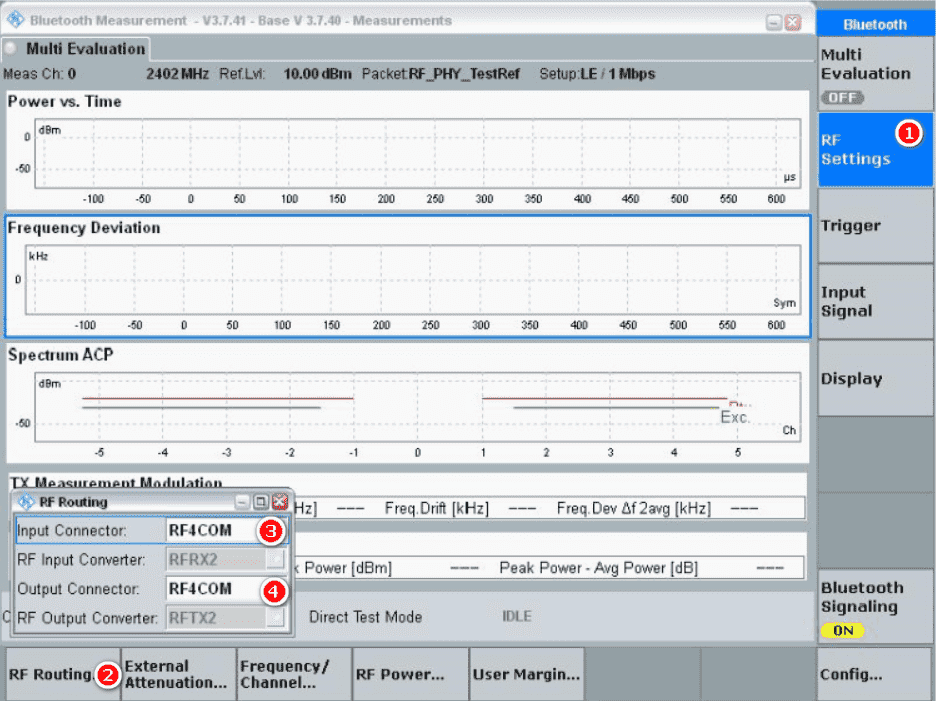 Bluetooth Measurement - V3.7.41 - Base V 3.7.40 - Measurements
Multi Evaluation
Meas Ch: 0 2402 MHz Ref.Lvl: 10.00 dBm Packet:RF_PHY_TestRef Setup:LE / 1 Mbps
Power vs. Time
dBm
0
-50
µs
-100 -50 0 50 100 150 200 250 300 350 400 450 500 550 600
Frequency Deviation
kHz
0
Sym
-100 -50 0 50 100 150 200 250 300 350 400 450 500 550 600
Spectrum ACP
dBm
Exc.
-50
Ch
-5 -4 -3 -2 -1 0 1 2 3 4 5
TX Measurement Modulation
Hz] --- Freq.Drift [kHz] --- Freq.Dev Δf2avg [kHz] ---
Power [dBm] --- Peak Power - Avg Power [dB] ---
Direct Test Mode IDLE
RF Routing
Input Connector: RF4COM 3
RF Input Converter: RFRX2
Output Connector: RF4COM 4
RF Output Converter: RFTX2
RF Routing... 2
External
Attenuation...
Frequency/
Channel...
RF Power...
User Margin...
Bluetooth
Multi
Evaluation
OFF
RF
Settings
1
Trigger
Input
Signal
Display
Bluetooth
Signaling
ON
Config...